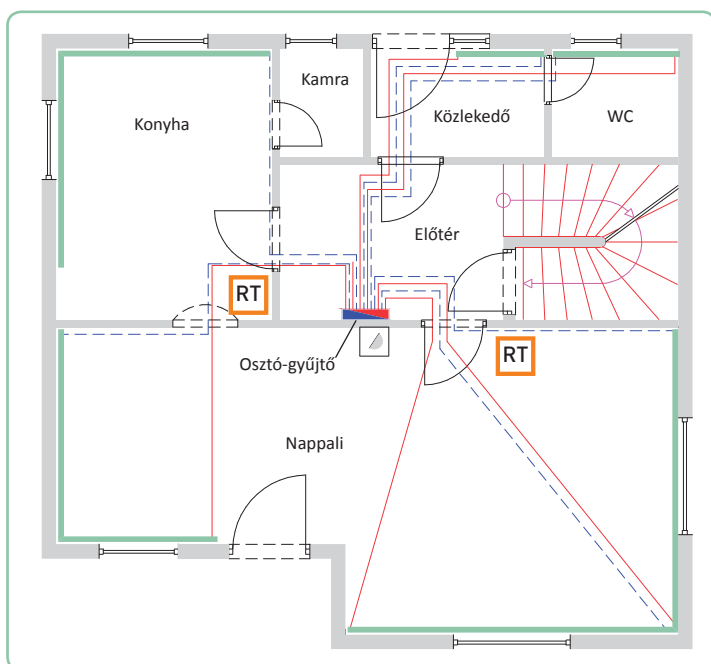 Kamra
Konyha
Közlekedő
WC
Előtér
RT
Osztó-gyűjtő
RT
Nappali